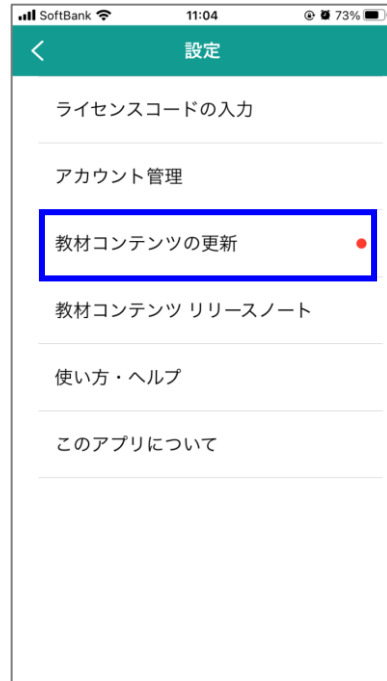 SoftBank 11:04 73%
設定
ライセンスコードの入力
アカウント管理
教材コンテンツの更新
教材コンテンツ リリースノート
使い方・ヘルプ
このアプリについて